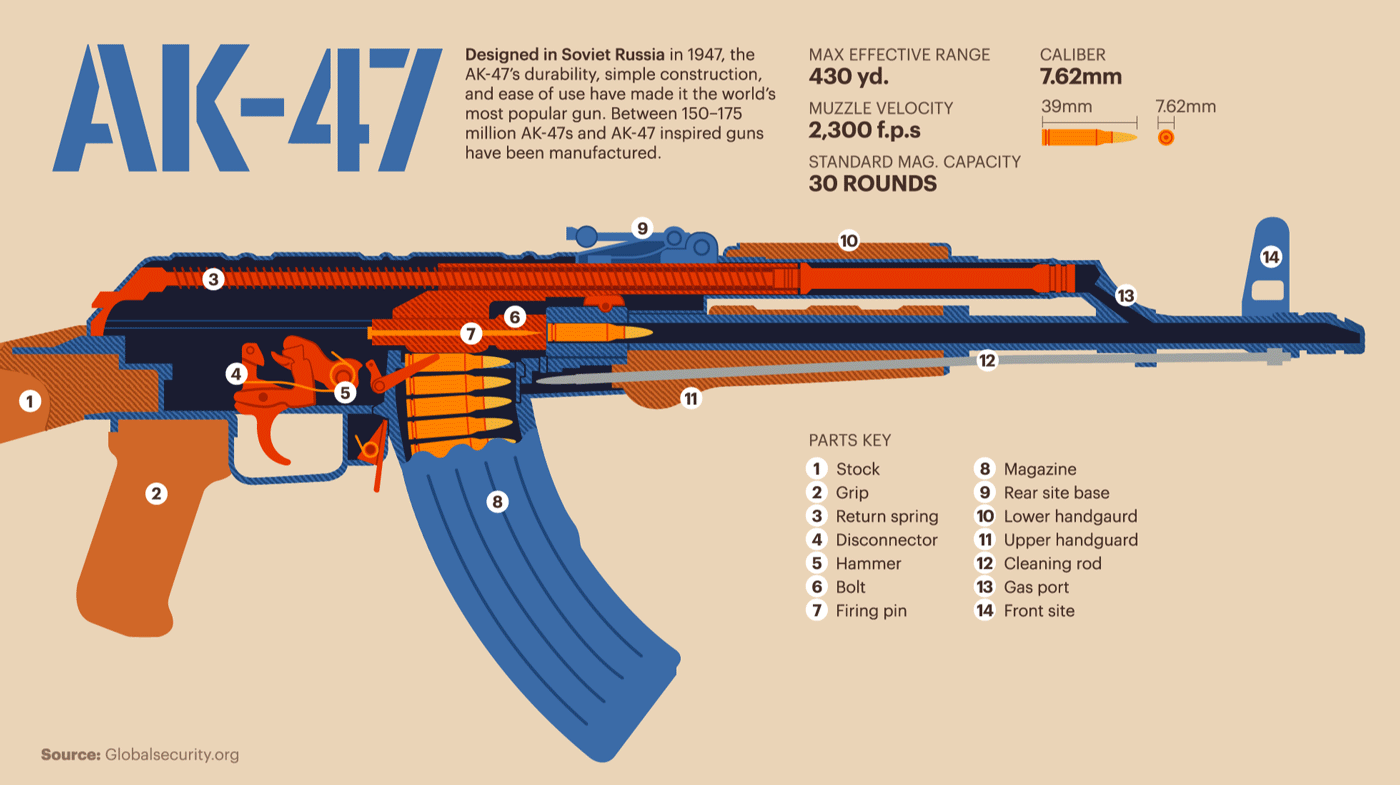 AK-47
Designed in Soviet Russia in 1947, the
AK-47's durability, simple construction,
and ease of use have made it the world's
most popular gun. Between 150–175
million AK-47s and AK-47 inspired guns
have been manufactured.
MAX EFFECTIVE RANGE
430 yd.
MUZZLE VELOCITY
2,300 f.p.s
STANDARD MAG. CAPACITY
30 ROUNDS
CALIBER
7.62mm
39mm
7.62mm
9
10
14
3
13
6
7
12
4
5
1
11
2
8
PARTS KEY
1 Stock
2 Grip
3 Return spring
4 Disconnector
5 Hammer
6 Bolt
7 Firing pin
8 Magazine
9 Rear site base
10 Lower handgaurd
11 Upper handguard
12 Cleaning rod
13 Gas port
14 Front site
Source: Globalsecurity.org